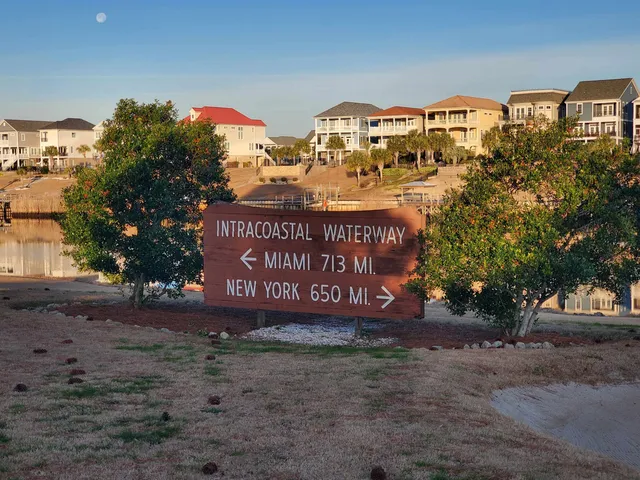 INTRACOASTAL WATERWAY
← MIAMI 713 MI.
NEW YORK 650 MI. →